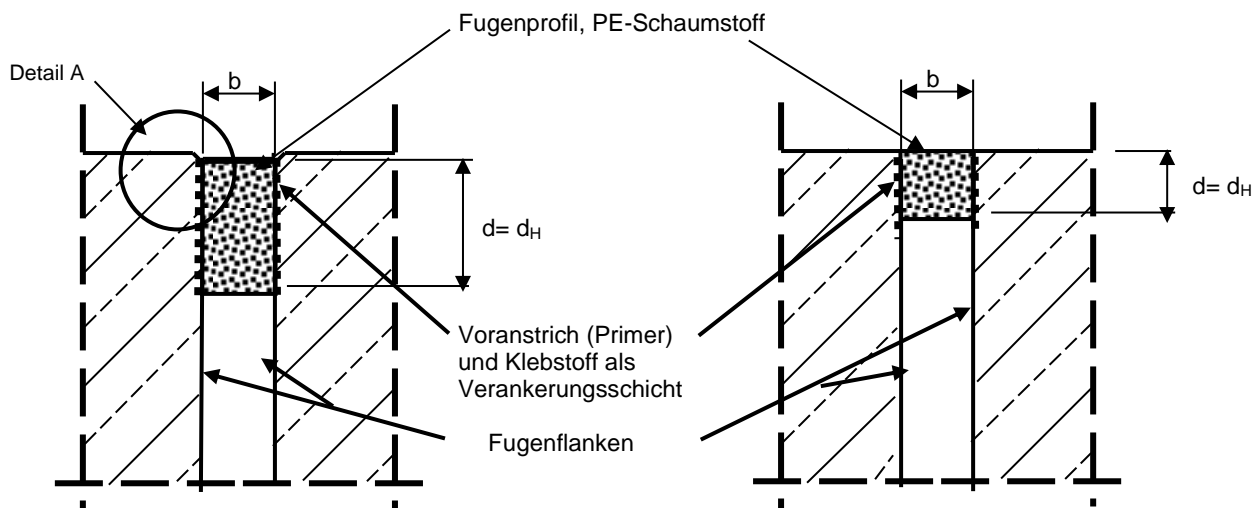 Fugenprofil, PE-Schaumstoff
Detail A
b
b
d= dH
d= dH
Voranstrich (Primer)
und Klebstoff als
Verankerungsschicht
Fugenflanken